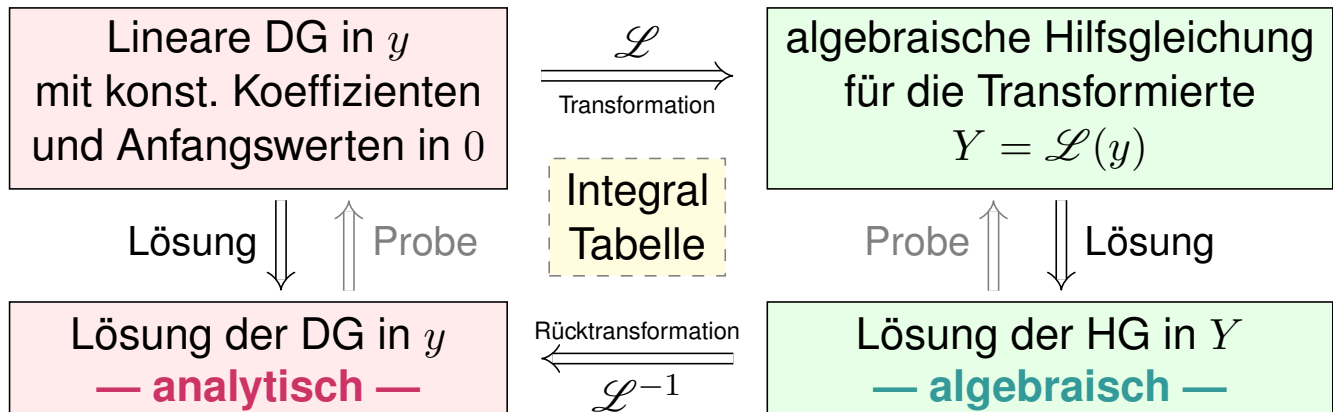 Lineare DG in y
mit konst. Koeffizienten
und Anfangswerten in 0
ℒ
Transformation
algebraische Hilfsgleichung
für die Transformierte
Y = ℒ(y)
Lösung
Probe
Integral
Tabelle
Probe
Lösung
Lösung der DG in y
— analytisch —
Rücktransformation
ℒ⁻¹
Lösung der HG in Y
— algebraisch —